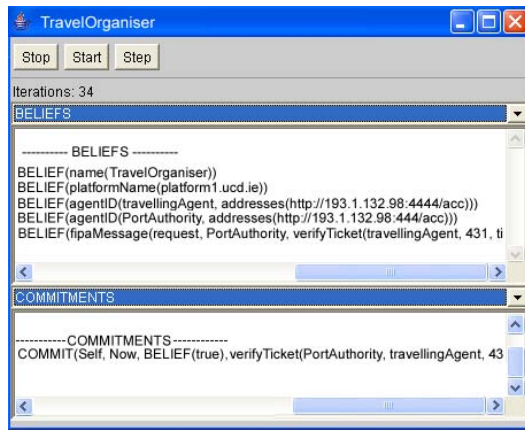 TravelOrganiser
Stop Start Step
Iterations: 34
BELIEFS
---------- BELIEFS ----------
BELIEF(name(TravelOrganiser))
BELIEF(platformName(platform1.ucd.ie))
BELIEF(agentID(travellingAgent, addresses(http://193.1.132.98:4444/acc)))
BELIEF(agentID(PortAuthority, addresses(http://193.1.132.98:444/acc)))
BELIEF(fipaMessage(request, PortAuthority, verifyTicket(travellingAgent, 431, ti
COMMITMENTS
----------COMMITMENTS------------
COMMIT(Self, Now, BELIEF(true),verifyTicket(PortAuthority, travellingAgent, 43